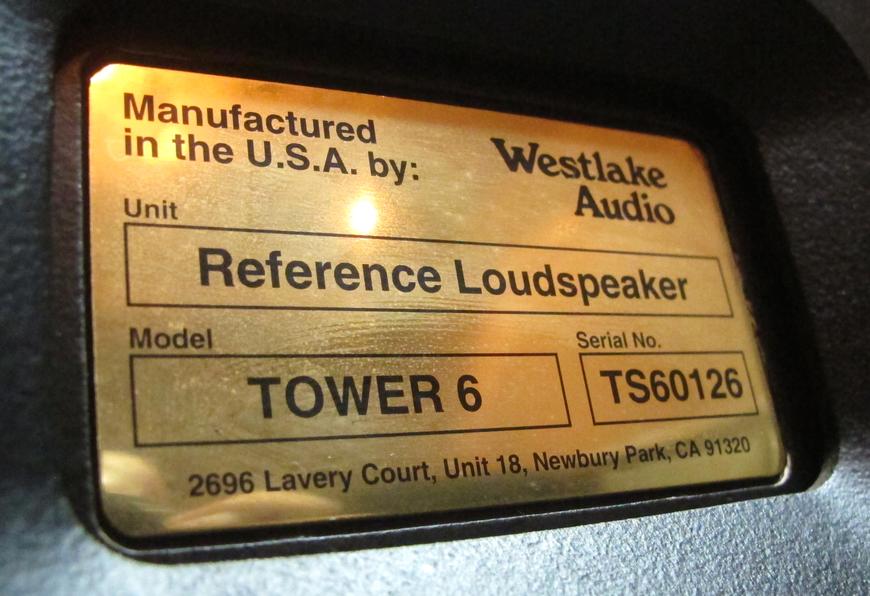 Manufactured
in the U.S.A. by:
Westlake
Audio
Unit
Reference Loudspeaker
Model
Serial No.
TOWER 6
TS60126
2696 Lavery Court, Unit 18, Newbury Park, CA 91320